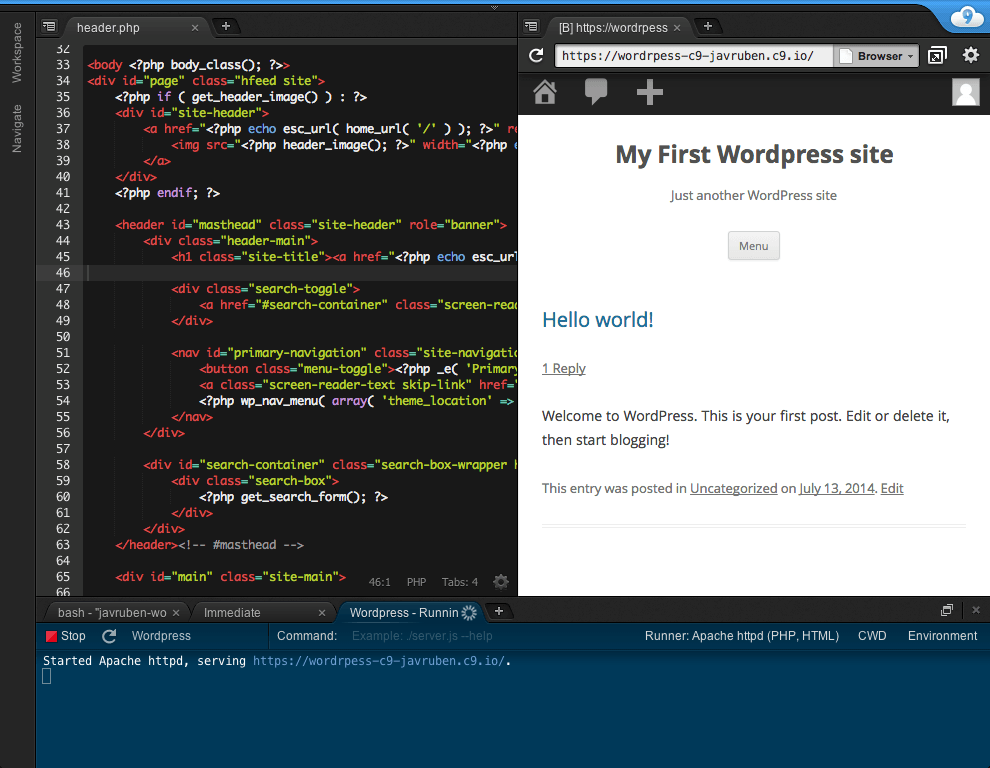 Workspace
Navigate
header.php
32
33 <body <?php body_class(); ?>>
34 <div id="page" class="hfeed site">
35 <?php if ( get_header_image() ) : ?>
36 <div id="site-header">
37 <a href="<?php echo esc_url( home_url( '/' ) ); ?>" re
38 <img src="<?php header_image(); ?>" width="<?php e
39 </a>
40 </div>
41 <?php endif; ?>
42
43 <header id="masthead" class="site-header" role="banner">
44 <div class="header-main">
45 <h1 class="site-title"><a href="<?php echo esc_url
46
47 <div class="search-toggle">
48 <a href="#search-container" class="screen-read
49 </div>
50
51 <nav id="primary-navigation" class="site-navigatio
52 <button class="menu-toggle"><?php _e( 'Primary
53 <a class="screen-reader-text skip-link" href="
54 <?php wp_nav_menu( array( 'theme_location' =>
55 </nav>
56 </div>
57
58 <div id="search-container" class="search-box-wrapper h
59 <div class="search-box">
60 <?php get_search_form(); ?>
61 </div>
62 </div>
63 </header><!-- #masthead -->
64
65 <div id="main" class="site-main">
66
46:1 PHP Tabs: 4
[B] https://wordrpess
9
https://wordrpess-c9-javruben.c9.io/ Browser
My First Wordpress site
Just another WordPress site
Menu
Hello world!
1 Reply
Welcome to WordPress. This is your first post. Edit or delete it,
then start blogging!
This entry was posted in Uncategorized on July 13, 2014. Edit
bash - "javruben-wo Immediate Wordpress - Runnin
Stop Wordpress Command: Example: ./server.js --help Runner: Apache httpd (PHP, HTML) CWD Environment
Started Apache httpd, serving https://wordrpess-c9-javruben.c9.io/.